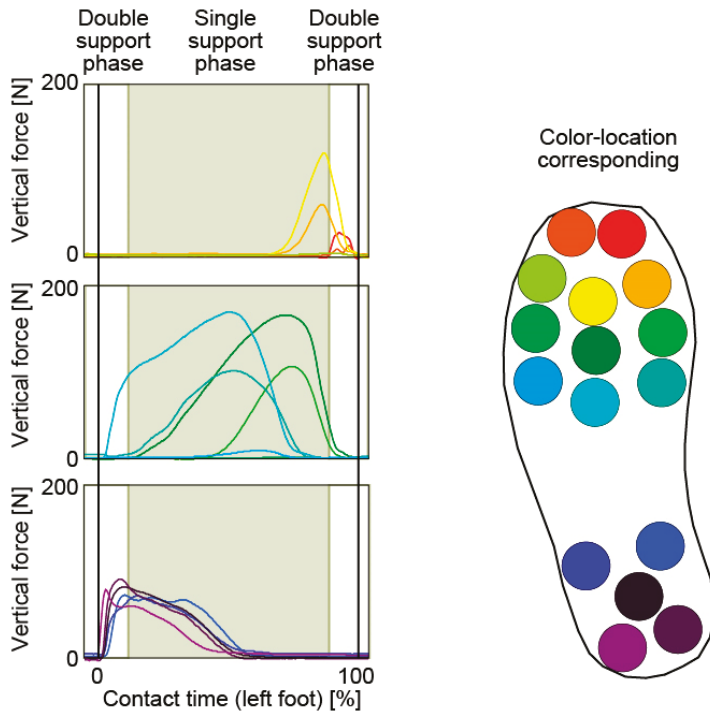 Double
support
phase
Single
support
phase
Double
support
phase
200
Vertical force [N]
0
200
Vertical force [N]
0
200
Vertical force [N]
0
0
100
Contact time (left foot) [%]
Color-location
corresponding